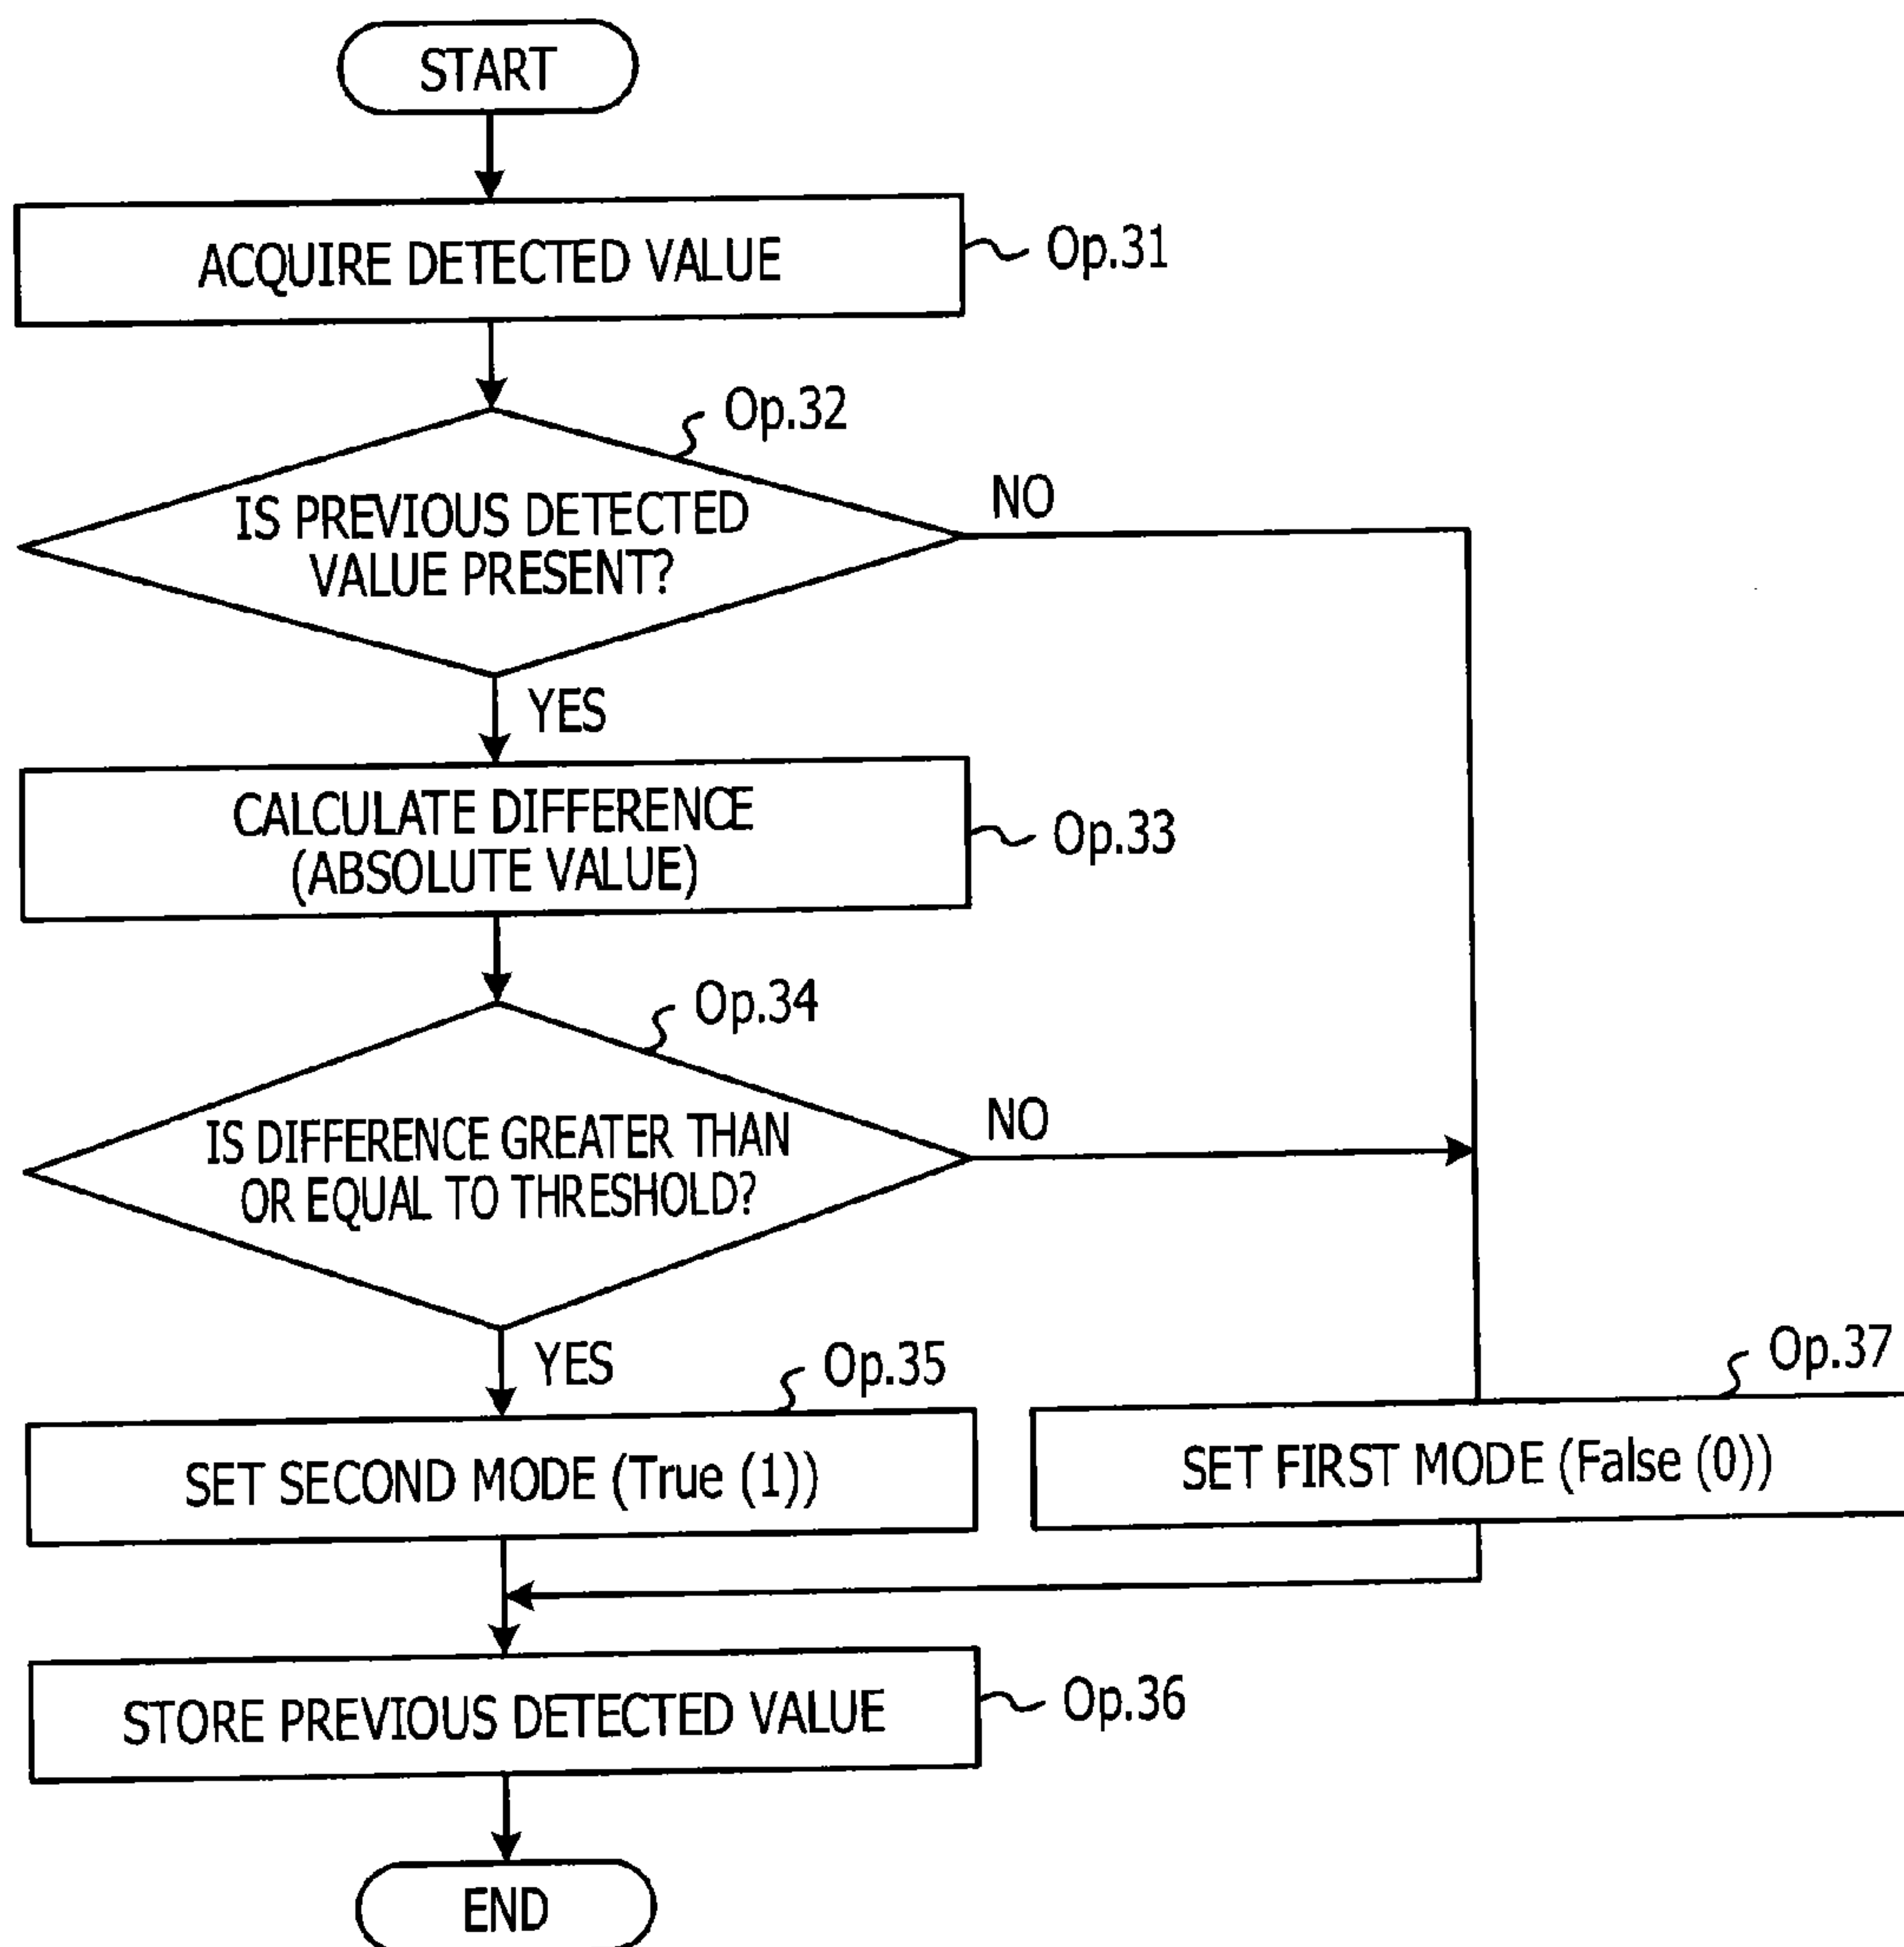 START
ACQUIRE DETECTED VALUE
Op.31
Op.32
IS PREVIOUS DETECTED
VALUE PRESENT?
NO
YES
CALCULATE DIFFERENCE
(ABSOLUTE VALUE)
Op.33
Op.34
IS DIFFERENCE GREATER THAN
OR EQUAL TO THRESHOLD?
NO
YES
Op.35
SET SECOND MODE (True (1))
Op.37
SET FIRST MODE (False (0))
STORE PREVIOUS DETECTED VALUE
Op.36
END